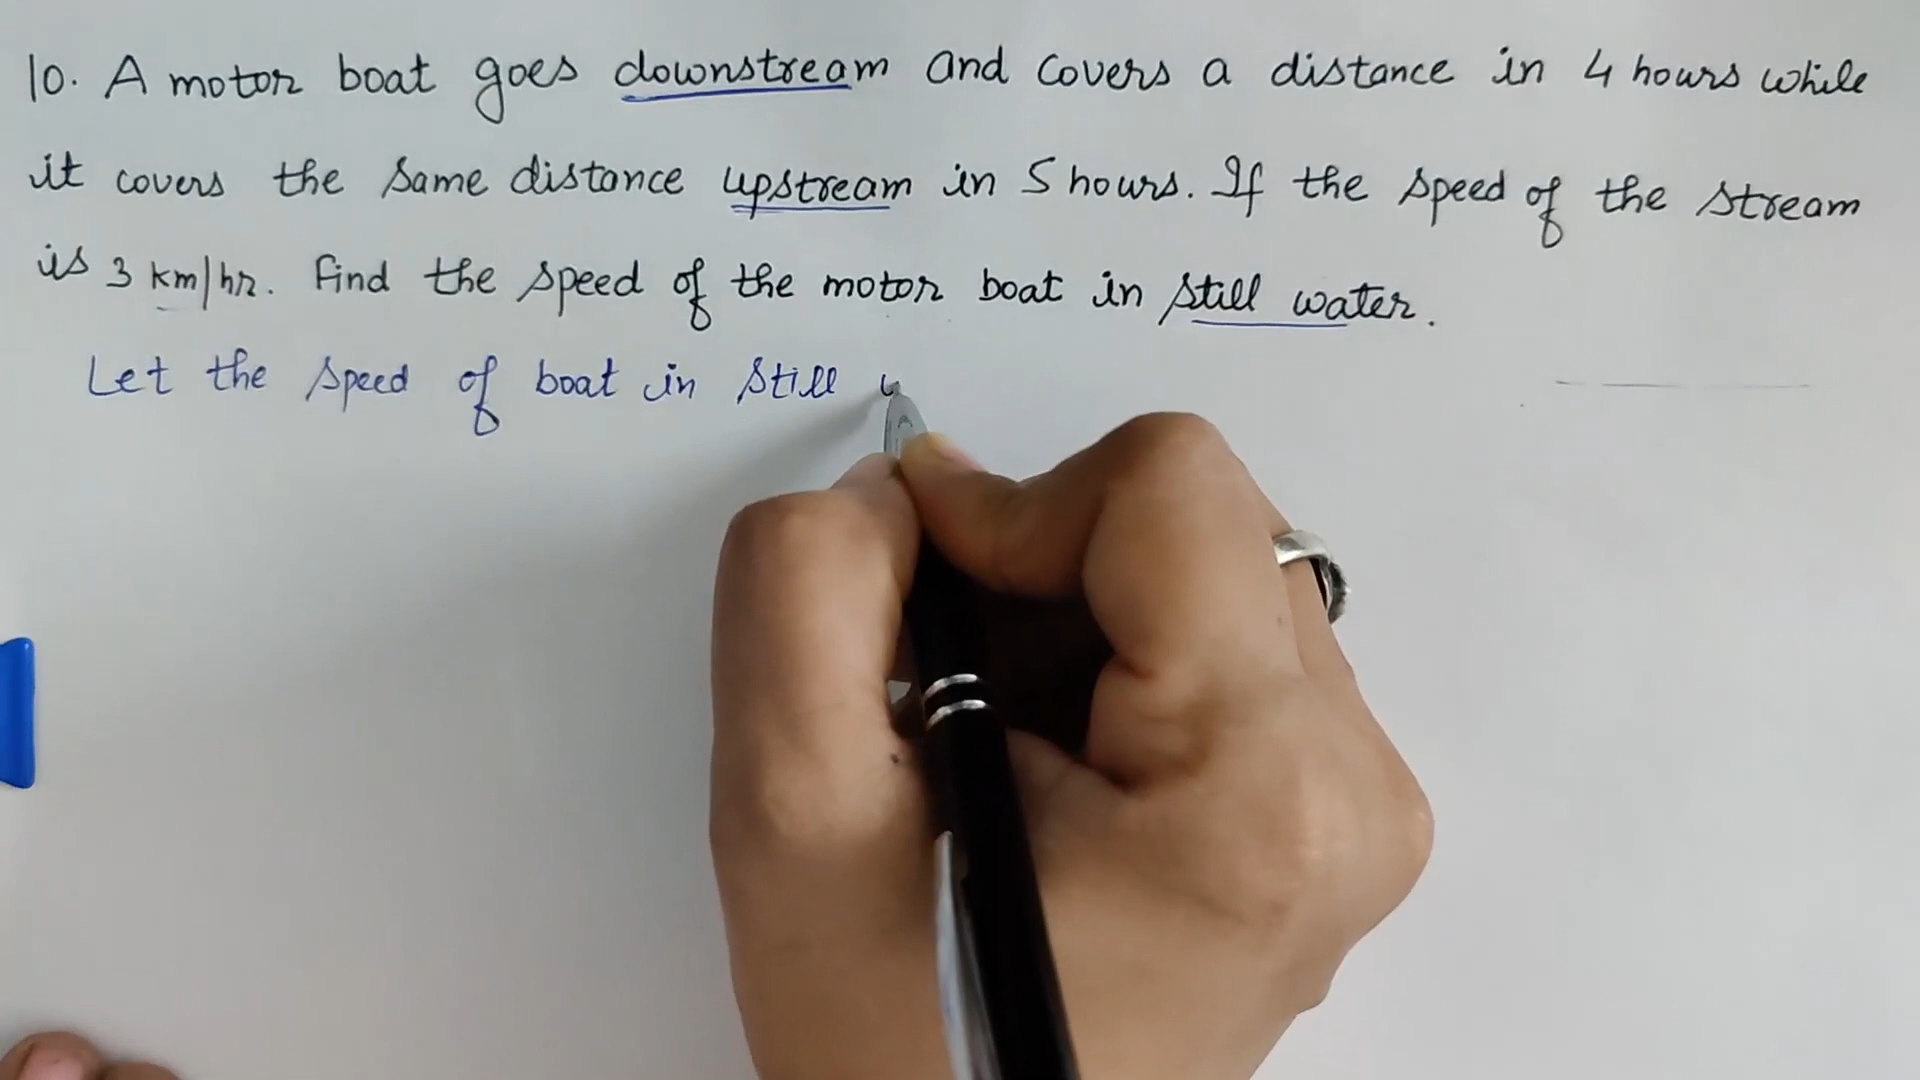 10. A motor boat goes downstream and covers a distance in 4 hours while
it covers the same distance upstream in 5 hours. If the speed of the stream
is 3 km/hr. Find the speed of the motor boat in still water.
Let the speed of boat in still